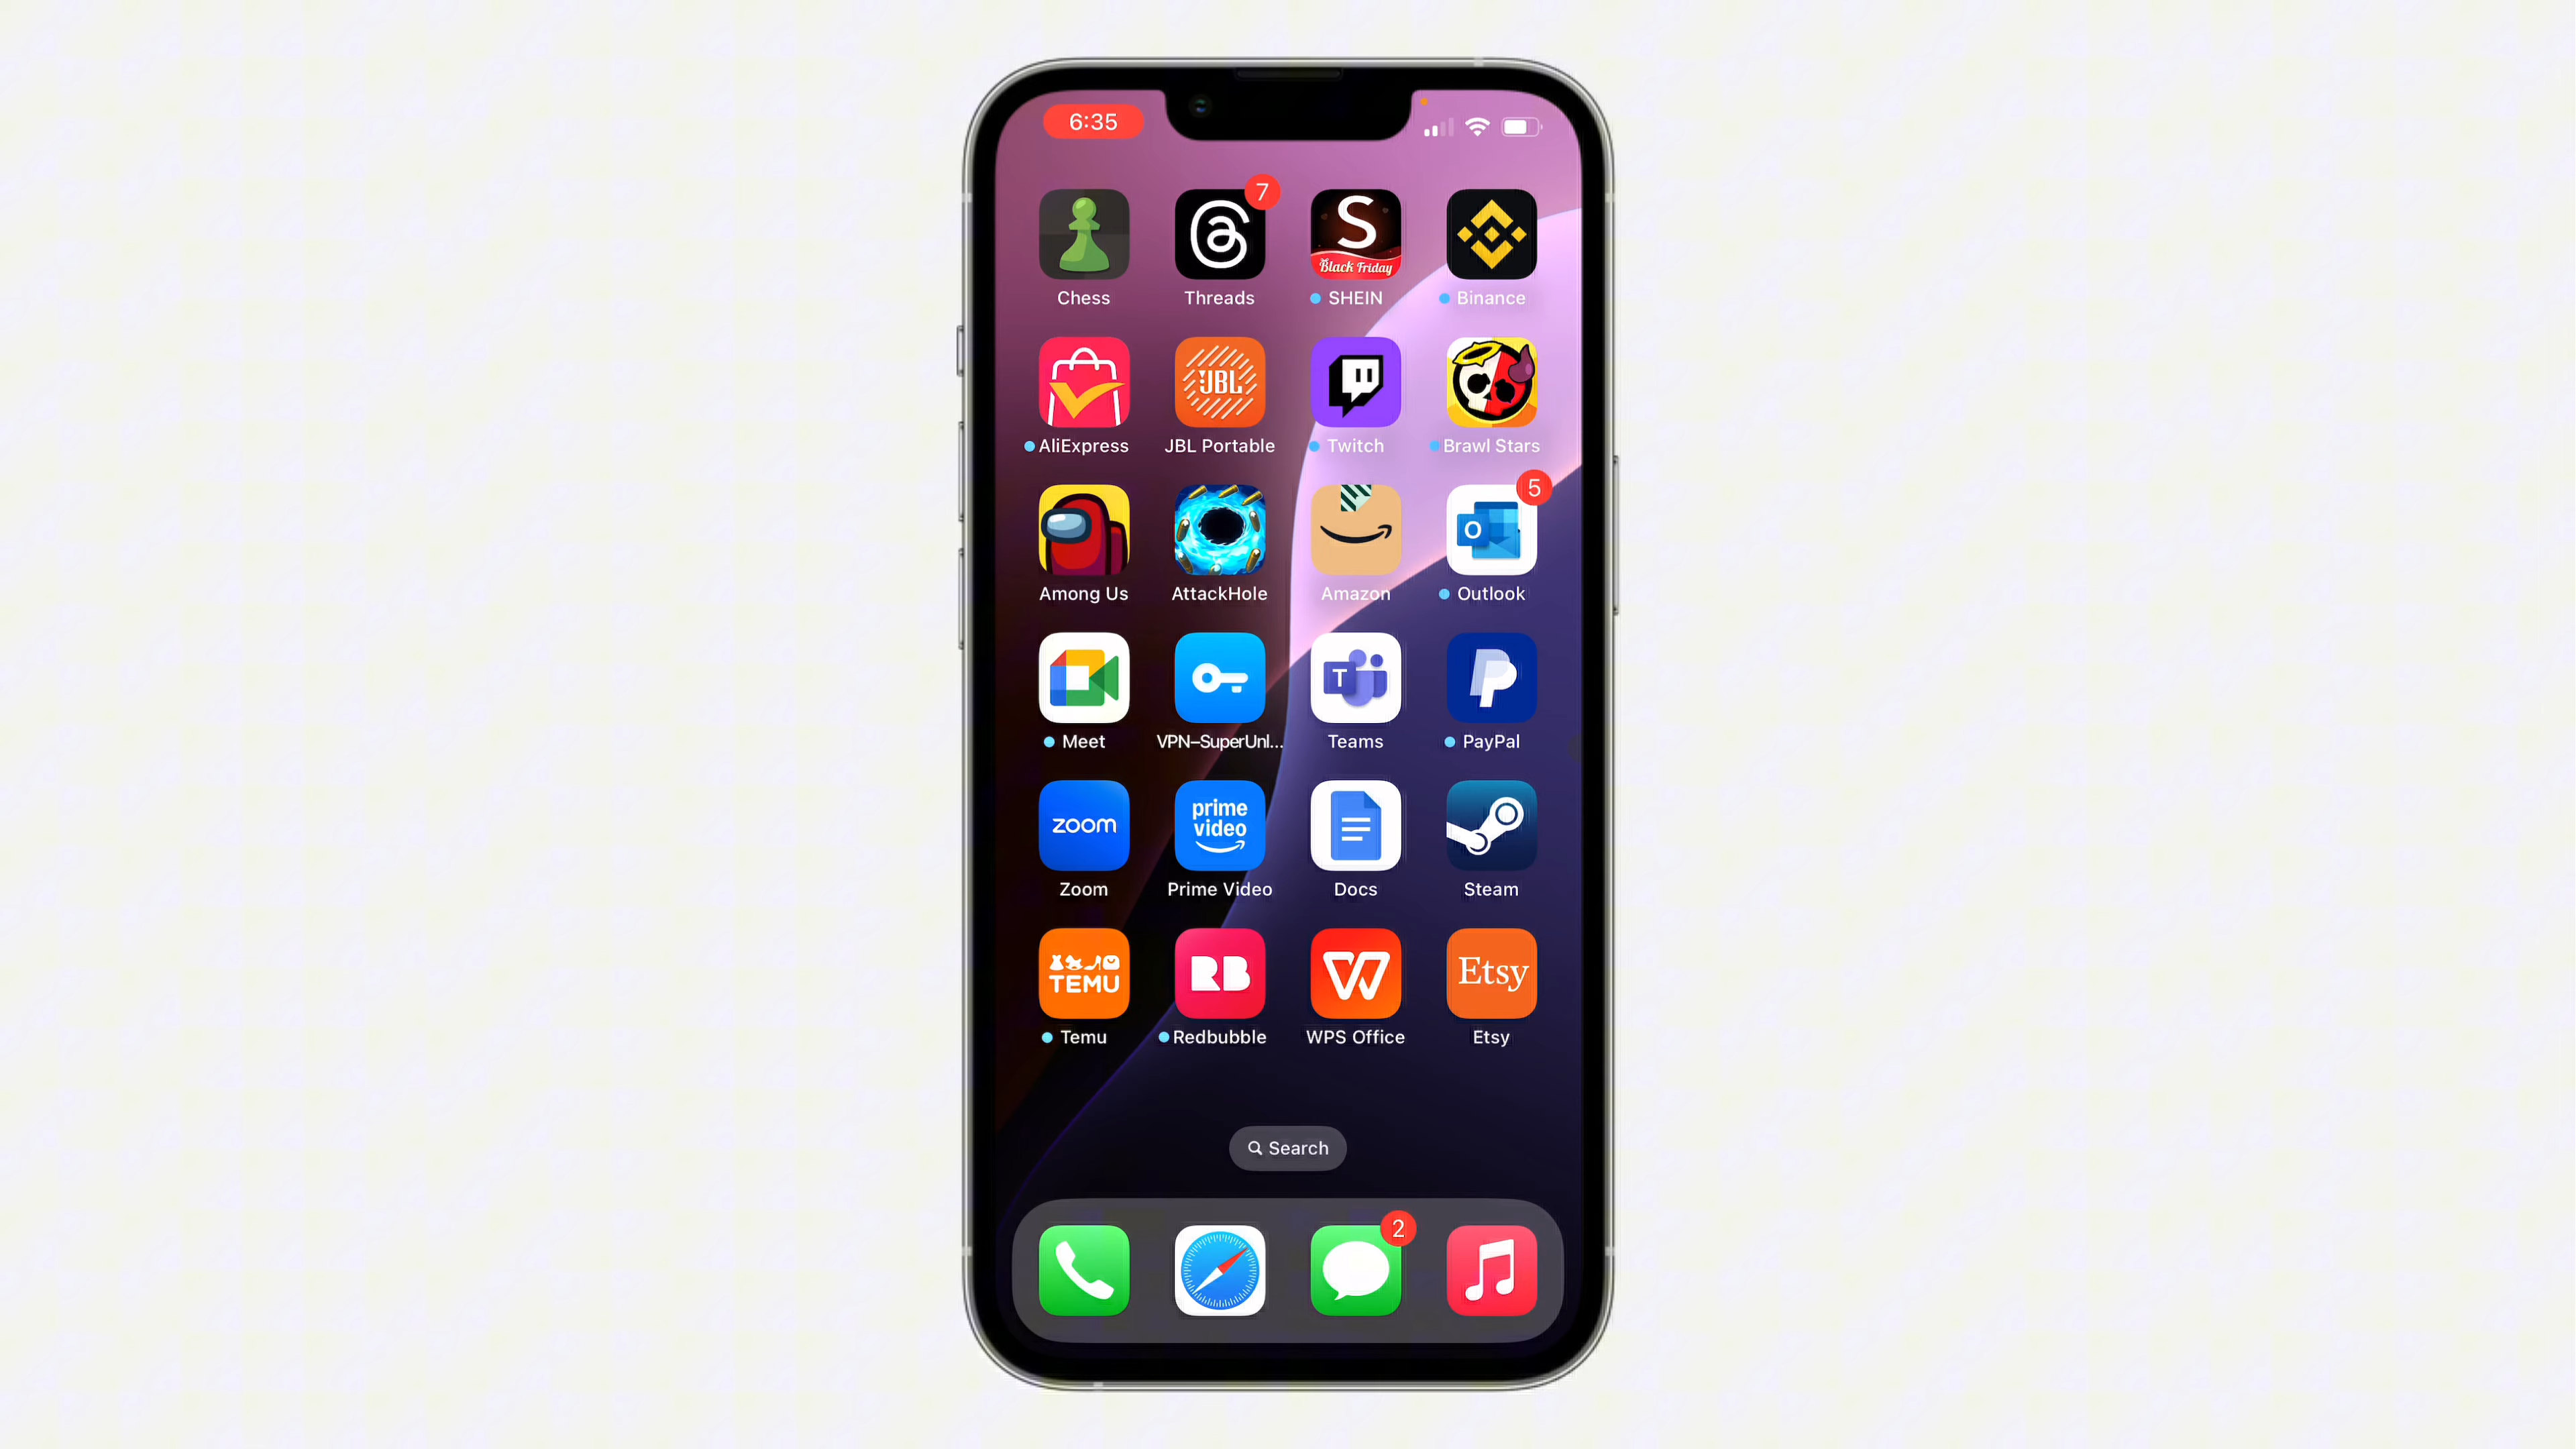 6:35
7
S
Black Friday
Chess
Threads
SHEIN
Binance
JBL
AliExpress
JBL Portable
Twitch
Brawl Stars
5
O
Among Us
AttackHole
Amazon
Outlook
T
Meet
VPN–SuperUnl...
Teams
PayPal
zoom
prime
video
Zoom
Prime Video
Docs
Steam
TEMU
RB
W
Etsy
Temu
Redbubble
WPS Office
Etsy
Search
2